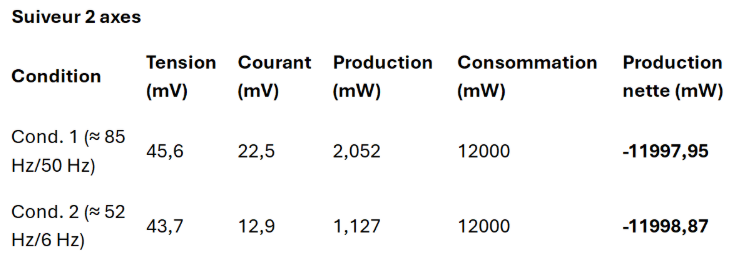 Suiveur 2 axes
Condition Tension (mV) Courant (mV) Production (mW) Consommation (mW) Production nette (mW)
Cond. 1 (≈ 85 Hz/50 Hz) 45,6 22,5 2,052 12000 -11997,95
Cond. 2 (≈ 52 Hz/6 Hz) 43,7 12,9 1,127 12000 -11998,87